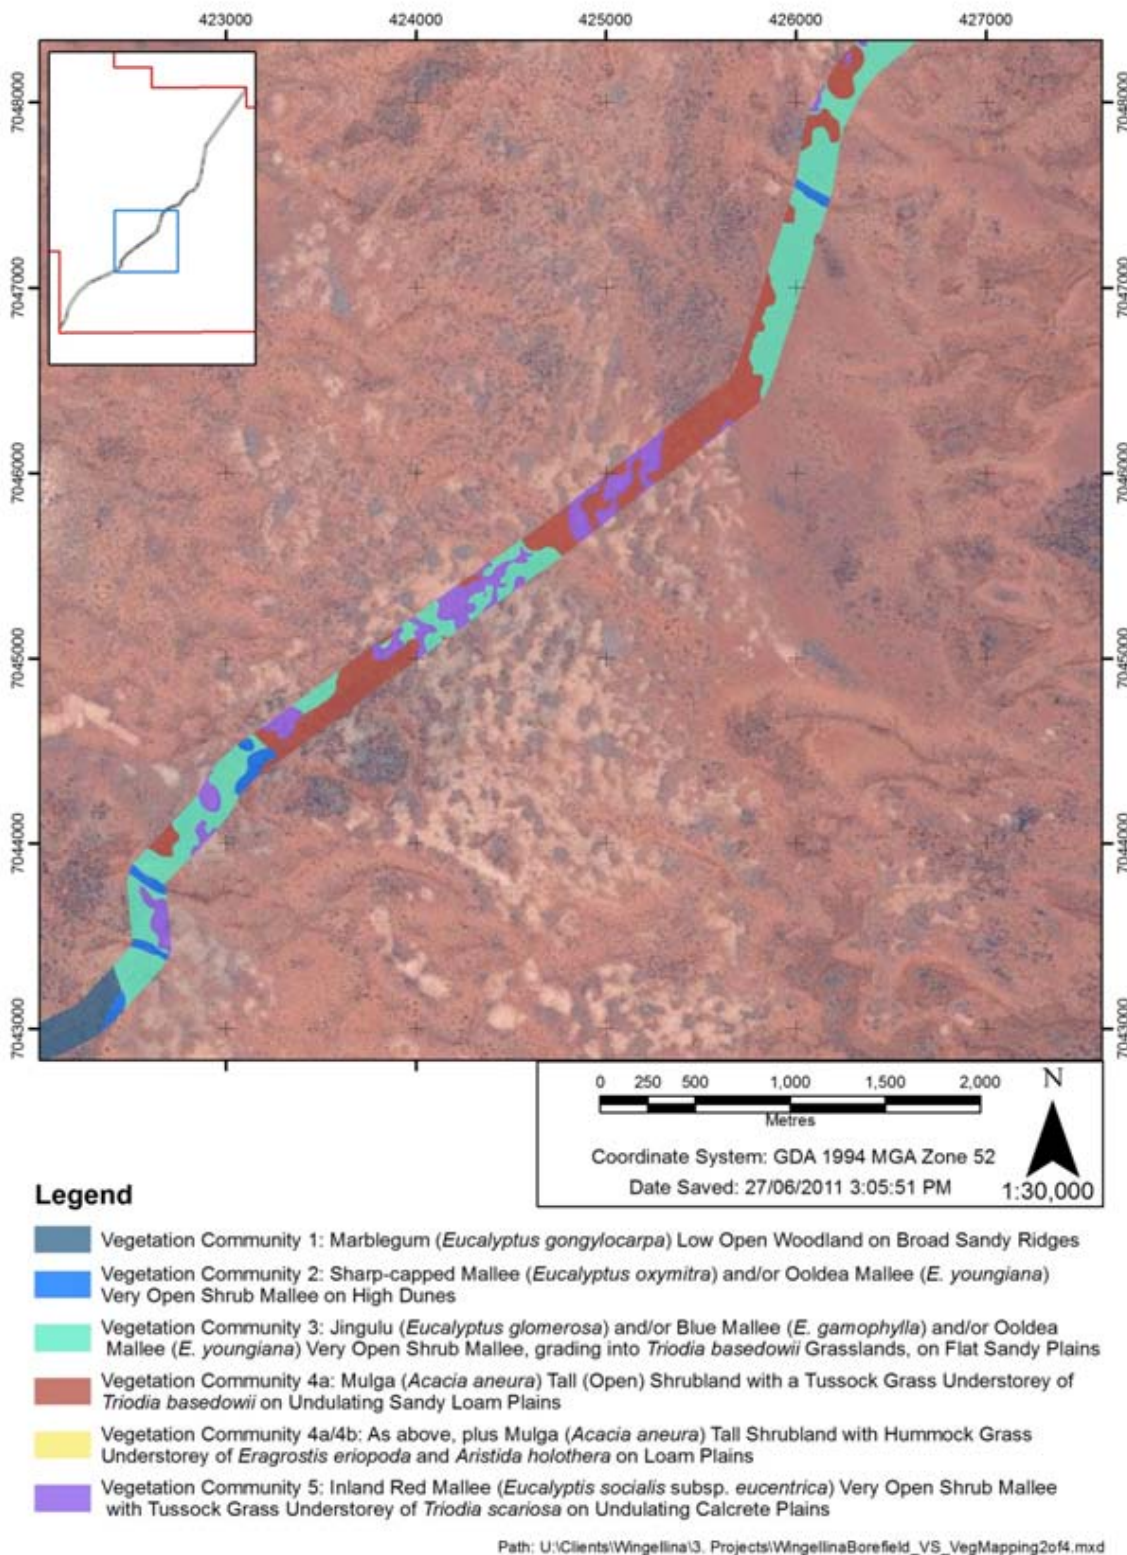 423000 424000 425000 426000 427000
7048000 7048000
7047000 7047000
7046000 7046000
7045000 7045000
7044000 7044000
7043000 7043000
0 250 500 1,000 1,500 2,000
Metres
N
Coordinate System: GDA 1994 MGA Zone 52
Date Saved: 27/06/2011 3:05:51 PM
1:30,000
Legend
Vegetation Community 1: Marblegum (Eucalyptus gongylocarpa) Low Open Woodland on Broad Sandy Ridges
Vegetation Community 2: Sharp-capped Mallee (Eucalyptus oxymitra) and/or Ooldea Mallee (E. youngiana)
Very Open Shrub Mallee on High Dunes
Vegetation Community 3: Jingulu (Eucalyptus glomerosa) and/or Blue Mallee (E. gamophylla) and/or Ooldea
Mallee (E. youngiana) Very Open Shrub Mallee, grading into Triodia basedowii Grasslands, on Flat Sandy Plains
Vegetation Community 4a: Mulga (Acacia aneura) Tall (Open) Shrubland with a Tussock Grass Understorey of
Triodia basedowii on Undulating Sandy Loam Plains
Vegetation Community 4a/4b: As above, plus Mulga (Acacia aneura) Tall Shrubland with Hummock Grass
Understorey of Eragrostis eriopoda and Aristida holothera on Loam Plains
Vegetation Community 5: Inland Red Mallee (Eucalyptis socialis subsp. eucentrica) Very Open Shrub Mallee
with Tussock Grass Understorey of Triodia scariosa on Undulating Calcrete Plains
Path: U:\Clients\Wingellina\3. Projects\WingellinaBorefield_VS_VegMapping2of4.mxd